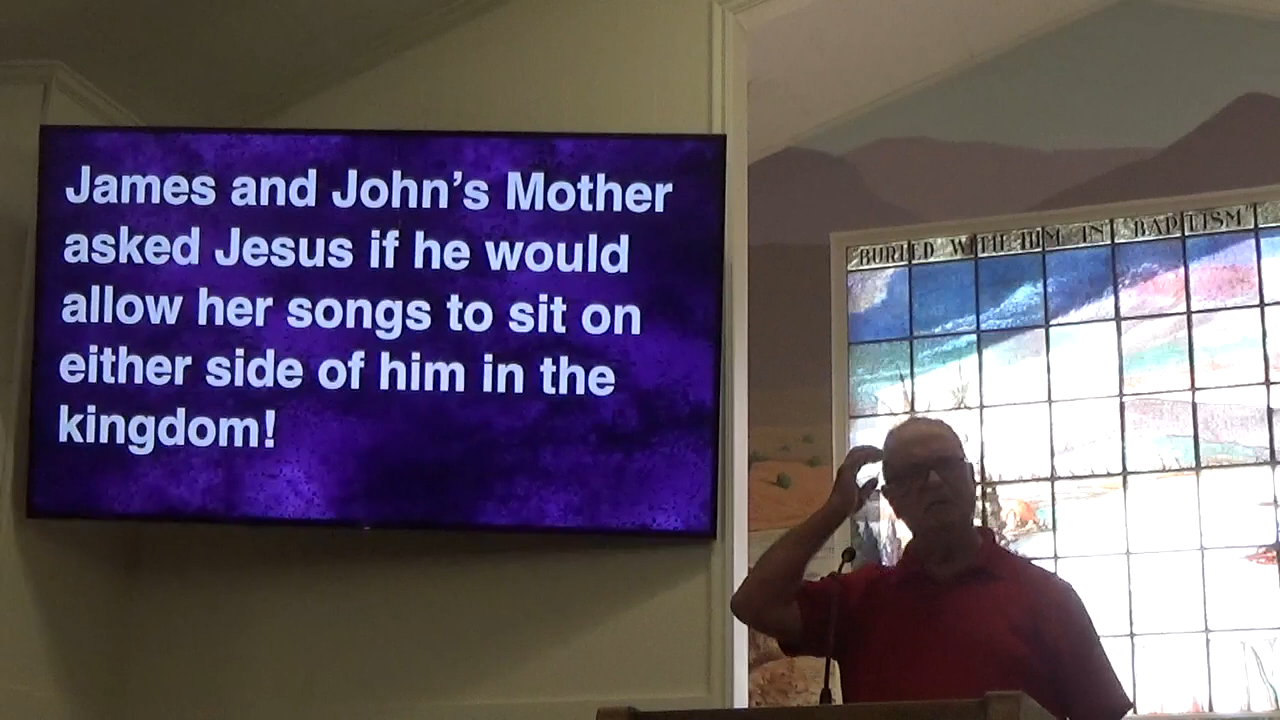 James and John’s Mother
asked Jesus if he would
allow her songs to sit on
either side of him in the
kingdom!
"BURIED WITH HIM IN BAPTISM"